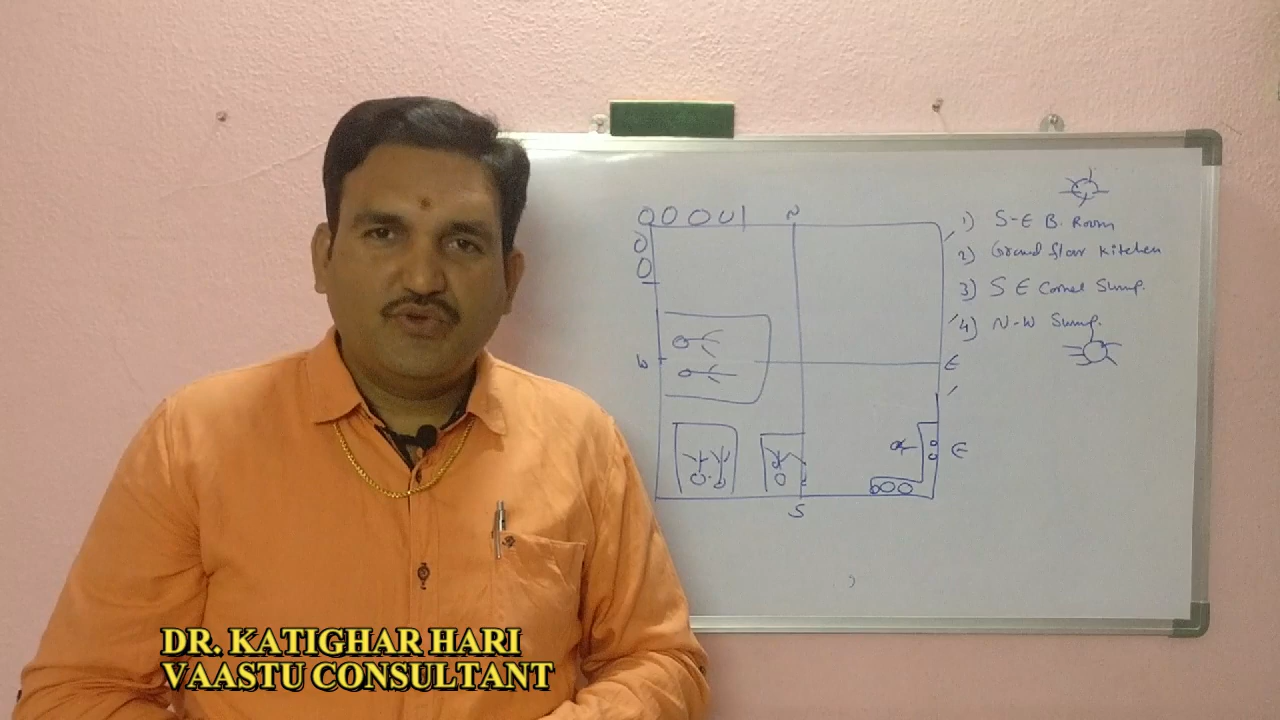 N
1) S-E B. Room
2) Ground floor Kitchen
3) S E Corner Sump.
4) N-W Sump.
E
E
S
DR. KATIGHAR HARI
VAASTU CONSULTANT